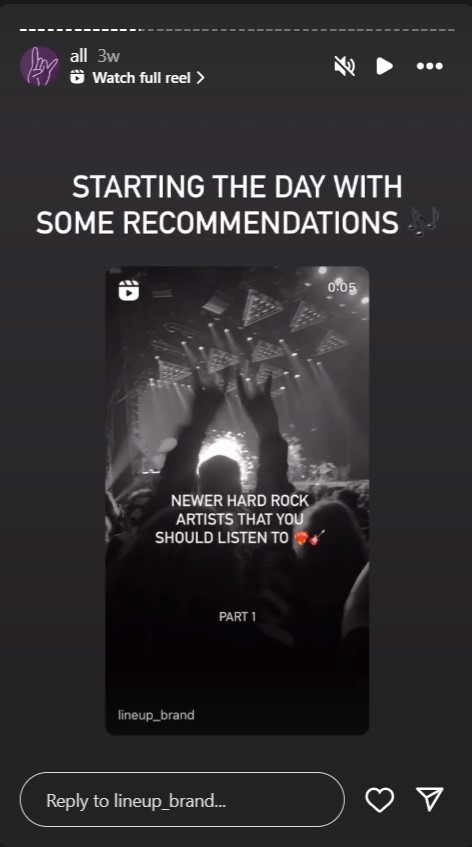 all 3w
Watch full reel
STARTING THE DAY WITH
SOME RECOMMENDATIONS 🎶
0:05
NEWER HARD ROCK
ARTISTS THAT YOU
SHOULD LISTEN TO ❤️‍🔥🎸
PART 1
lineup_brand
Reply to lineup_brand...